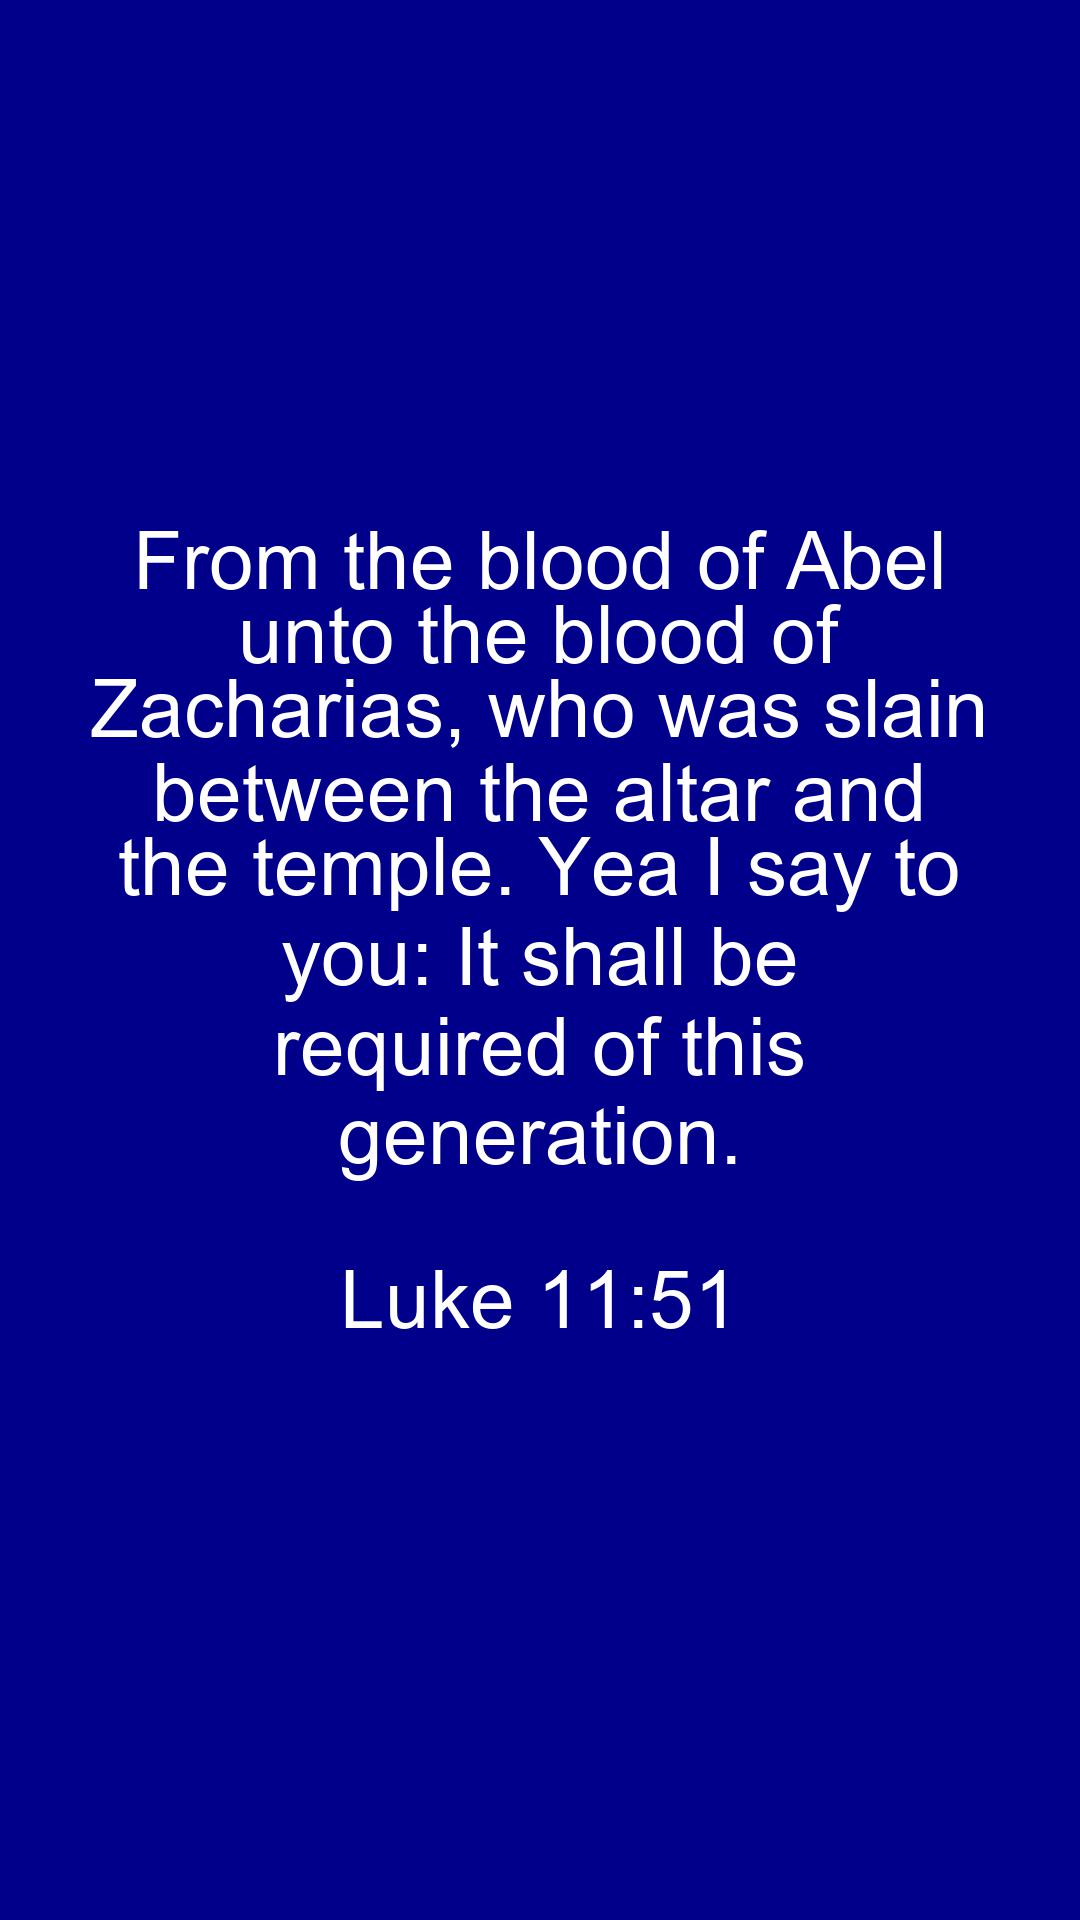 From the blood of Abel
unto the blood of
Zacharias, who was slain
between the altar and
the temple. Yea I say to
you: It shall be
required of this
generation.
Luke 11:51